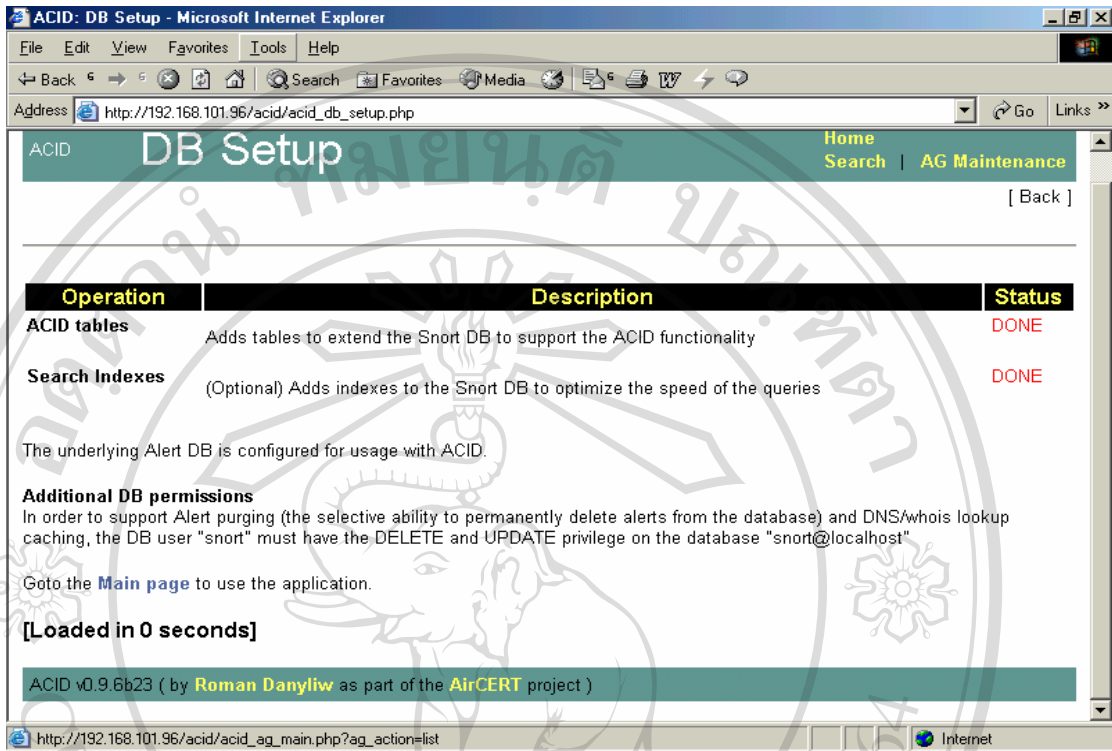 ACID: DB Setup - Microsoft Internet Explorer
File Edit View Favorites Tools Help
Back Search Favorites Media
Address http://192.168.101.96/acid/acid_db_setup.php Go Links »
ACID DB Setup Home
Search | AG Maintenance
[ Back ]
Operation Description Status
ACID tables Adds tables to extend the Snort DB to support the ACID functionality DONE
Search Indexes (Optional) Adds indexes to the Snort DB to optimize the speed of the queries DONE
The underlying Alert DB is configured for usage with ACID.
Additional DB permissions
In order to support Alert purging (the selective ability to permanently delete alerts from the database) and DNS/whois lookup
caching, the DB user "snort" must have the DELETE and UPDATE privilege on the database "snort@localhost"
Goto the Main page to use the application.
[Loaded in 0 seconds]
ACID v0.9.6b23 ( by Roman Danyliw as part of the AirCERT project )
http://192.168.101.96/acid/acid_ag_main.php?ag_action=list Internet